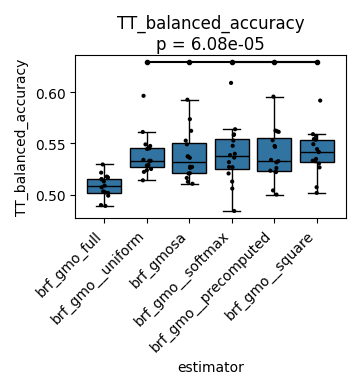 TT_balanced_accuracy
p = 6.08e-05
TT_balanced_accuracy
0.60
0.55
0.50
brf_gmo_full
brf_gmo__uniform
brf_gmosa
brf_gmo__softmax
brf_gmo__precomputed
brf_gmo__square
estimator